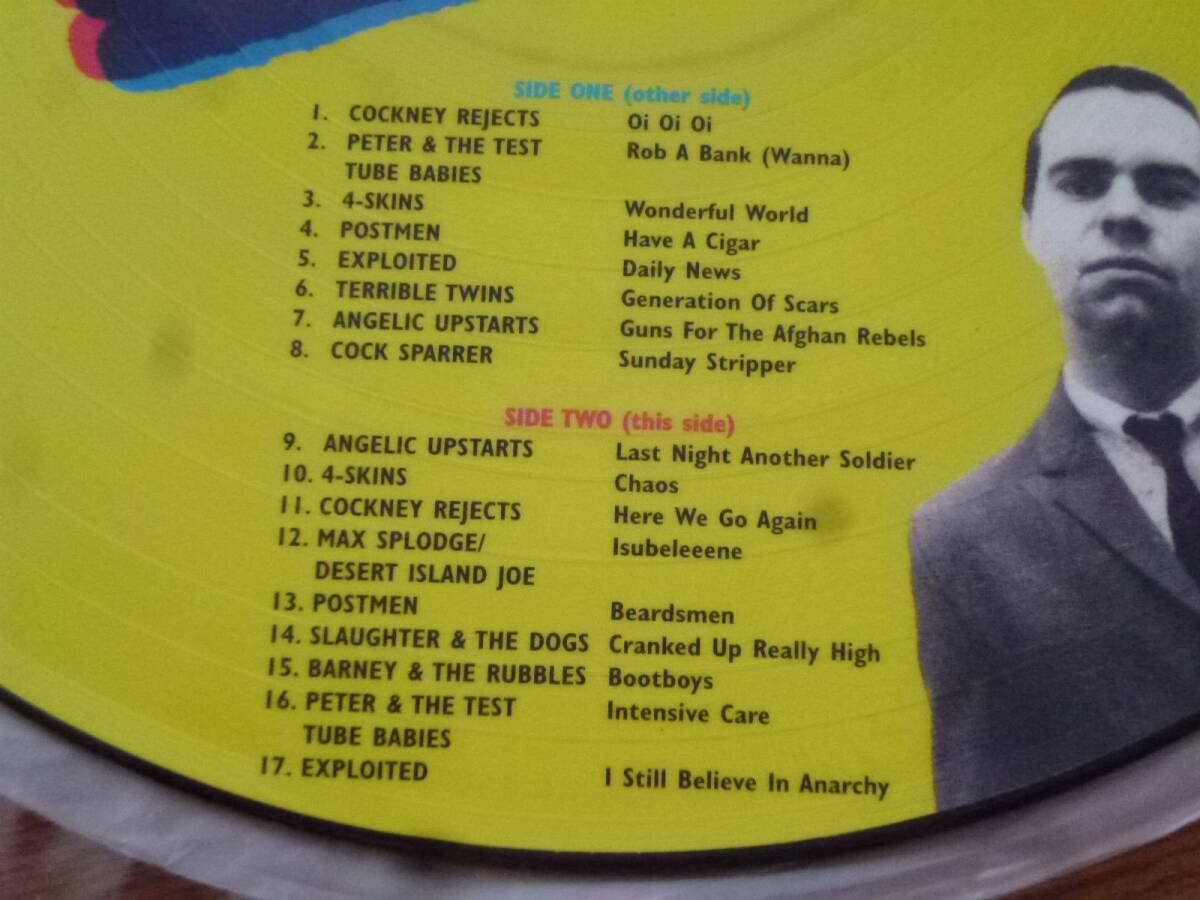 SIDE ONE (other side)
1. COCKNEY REJECTS Oi Oi Oi
2. PETER & THE TEST Rob A Bank (Wanna)
TUBE BABIES
3. 4-SKINS Wonderful World
4. POSTMEN Have A Cigar
5. EXPLOITED Daily News
6. TERRIBLE TWINS Generation Of Scars
7. ANGELIC UPSTARTS Guns For The Afghan Rebels
8. COCK SPARRER Sunday Stripper
SIDE TWO (this side)
9. ANGELIC UPSTARTS Last Night Another Soldier
10. 4-SKINS Chaos
11. COCKNEY REJECTS Here We Go Again
12. MAX SPLODGE/ Isubeleeene
DESERT ISLAND JOE
13. POSTMEN Beardsmen
14. SLAUGHTER & THE DOGS Cranked Up Really High
15. BARNEY & THE RUBBLES Bootboys
16. PETER & THE TEST Intensive Care
TUBE BABIES
17. EXPLOITED I Still Believe In Anarchy